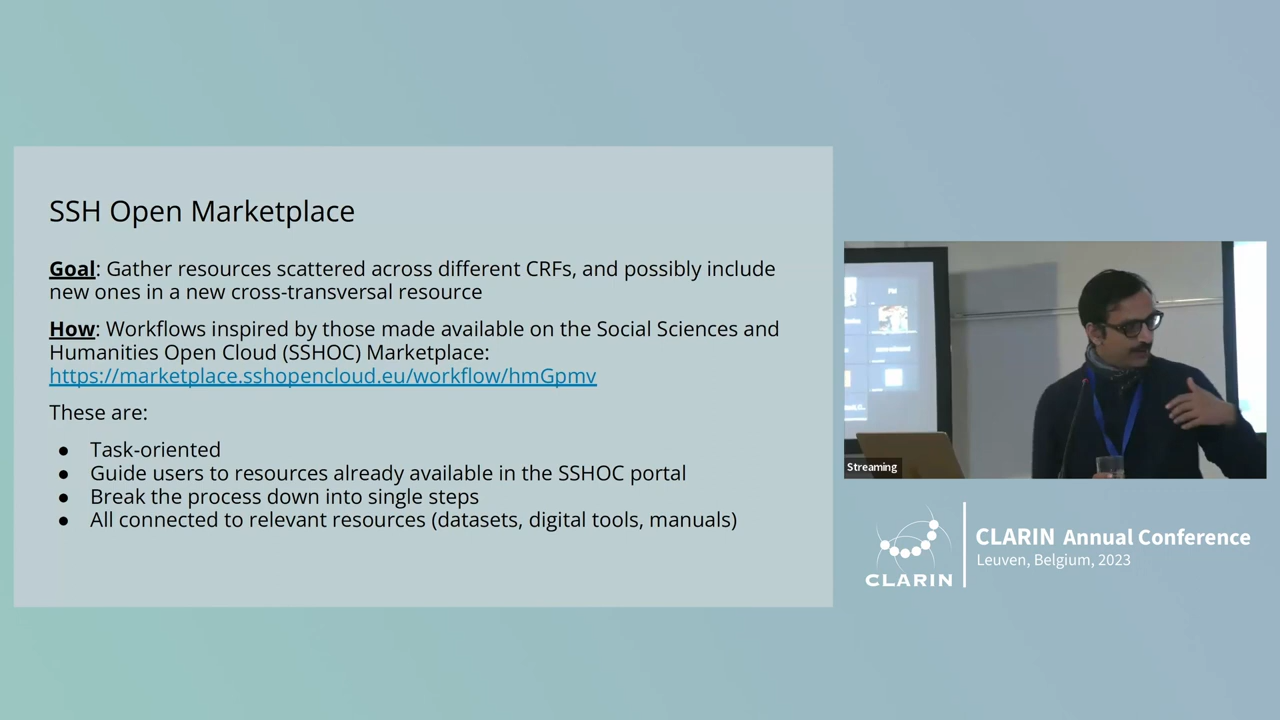 SSH Open Marketplace
Goal: Gather resources scattered across different CRFs, and possibly include
new ones in a new cross-transversal resource
How: Workflows inspired by those made available on the Social Sciences and
Humanities Open Cloud (SSHOC) Marketplace:
https://marketplace.sshopencloud.eu/workflow/hmGpmv
These are:
● Task-oriented
● Guide users to resources already available in the SSHOC portal
● Break the process down into single steps
● All connected to relevant resources (datasets, digital tools, manuals)
Streaming
CLARIN
CLARIN Annual Conference
Leuven, Belgium, 2023